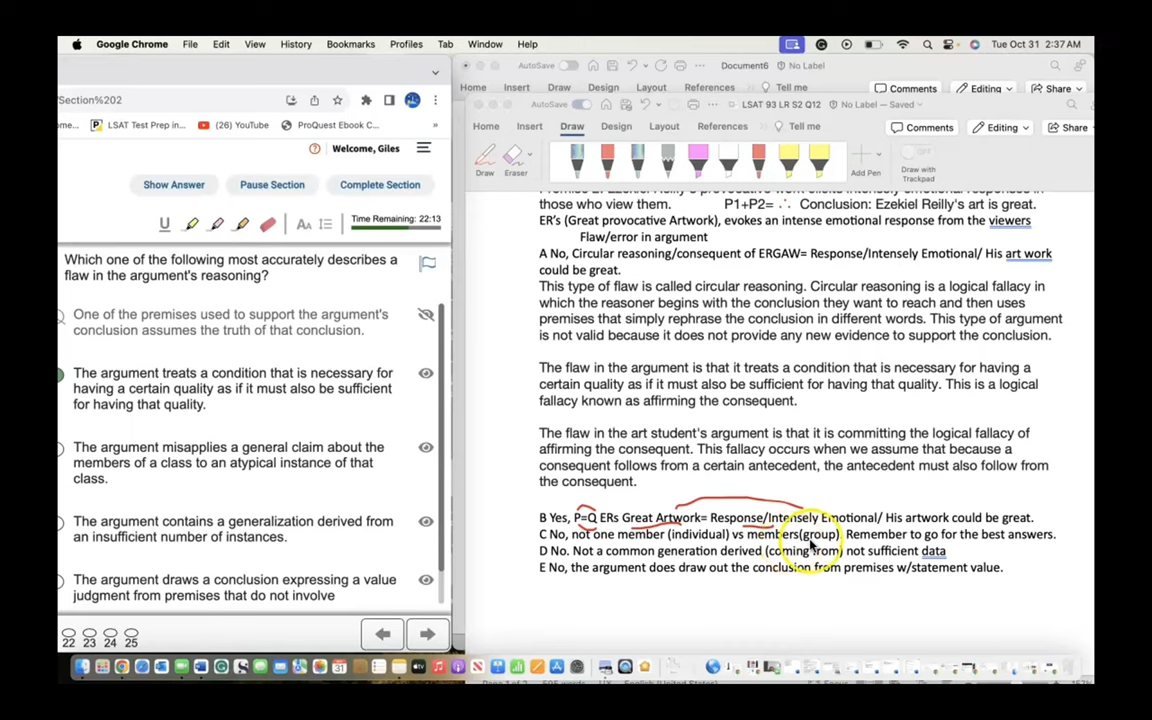 Google Chrome File Edit View History Bookmarks Profiles Tab Window Help Tue Oct 31 2:37 AM
/Section%202
ome... LSAT Test Prep in... (26) YouTube ProQuest Ebook C...
Welcome, Giles
Show Answer Pause Section Complete Section
Time Remaining: 22:13
Which one of the following most accurately describes a
flaw in the argument's reasoning?
One of the premises used to support the argument's
conclusion assumes the truth of that conclusion.
The argument treats a condition that is necessary for
having a certain quality as if it must also be sufficient
for having that quality.
The argument misapplies a general claim about the
members of a class to an atypical instance of that
class.
The argument contains a generalization derived from
an insufficient number of instances.
The argument draws a conclusion expressing a value
judgment from premises that do not involve
22 23 24 25
AutoSave Document6 No Label
Home Insert Draw Design Layout References Tell me
Comments Editing Share
AutoSave LSAT 93 LR S2 Q12 No Label – Saved
Home Insert Draw Design Layout References Tell me
Comments Editing Share
Draw Eraser Add Pen Draw with
Trackpad
those who view them. P1+P2= ∴ Conclusion: Ezekiel Reilly's art is great.
ER's (Great provocative Artwork), evokes an intense emotional response from the viewers
Flaw/error in argument
A No, Circular reasoning/consequent of ERGAW= Response/Intensely Emotional/ His art work
could be great.
This type of flaw is called circular reasoning. Circular reasoning is a logical fallacy in
which the reasoner begins with the conclusion they want to reach and then uses
premises that simply rephrase the conclusion in different words. This type of argument
is not valid because it does not provide any new evidence to support the conclusion.
The flaw in the argument is that it treats a condition that is necessary for having a
certain quality as if it must also be sufficient for having that quality. This is a logical
fallacy known as affirming the consequent.
The flaw in the art student's argument is that it is committing the logical fallacy of
affirming the consequent. This fallacy occurs when we assume that because a
consequent follows from a certain antecedent, the antecedent must also follow from
the consequent.
B Yes, P=Q ERs Great Artwork= Response/Intensely Emotional/ His artwork could be great.
C No, not one member (individual) vs members(group). Remember to go for the best answers.
D No. Not a common generation derived (coming from) not sufficient data
E No, the argument does draw out the conclusion from premises w/statement value.